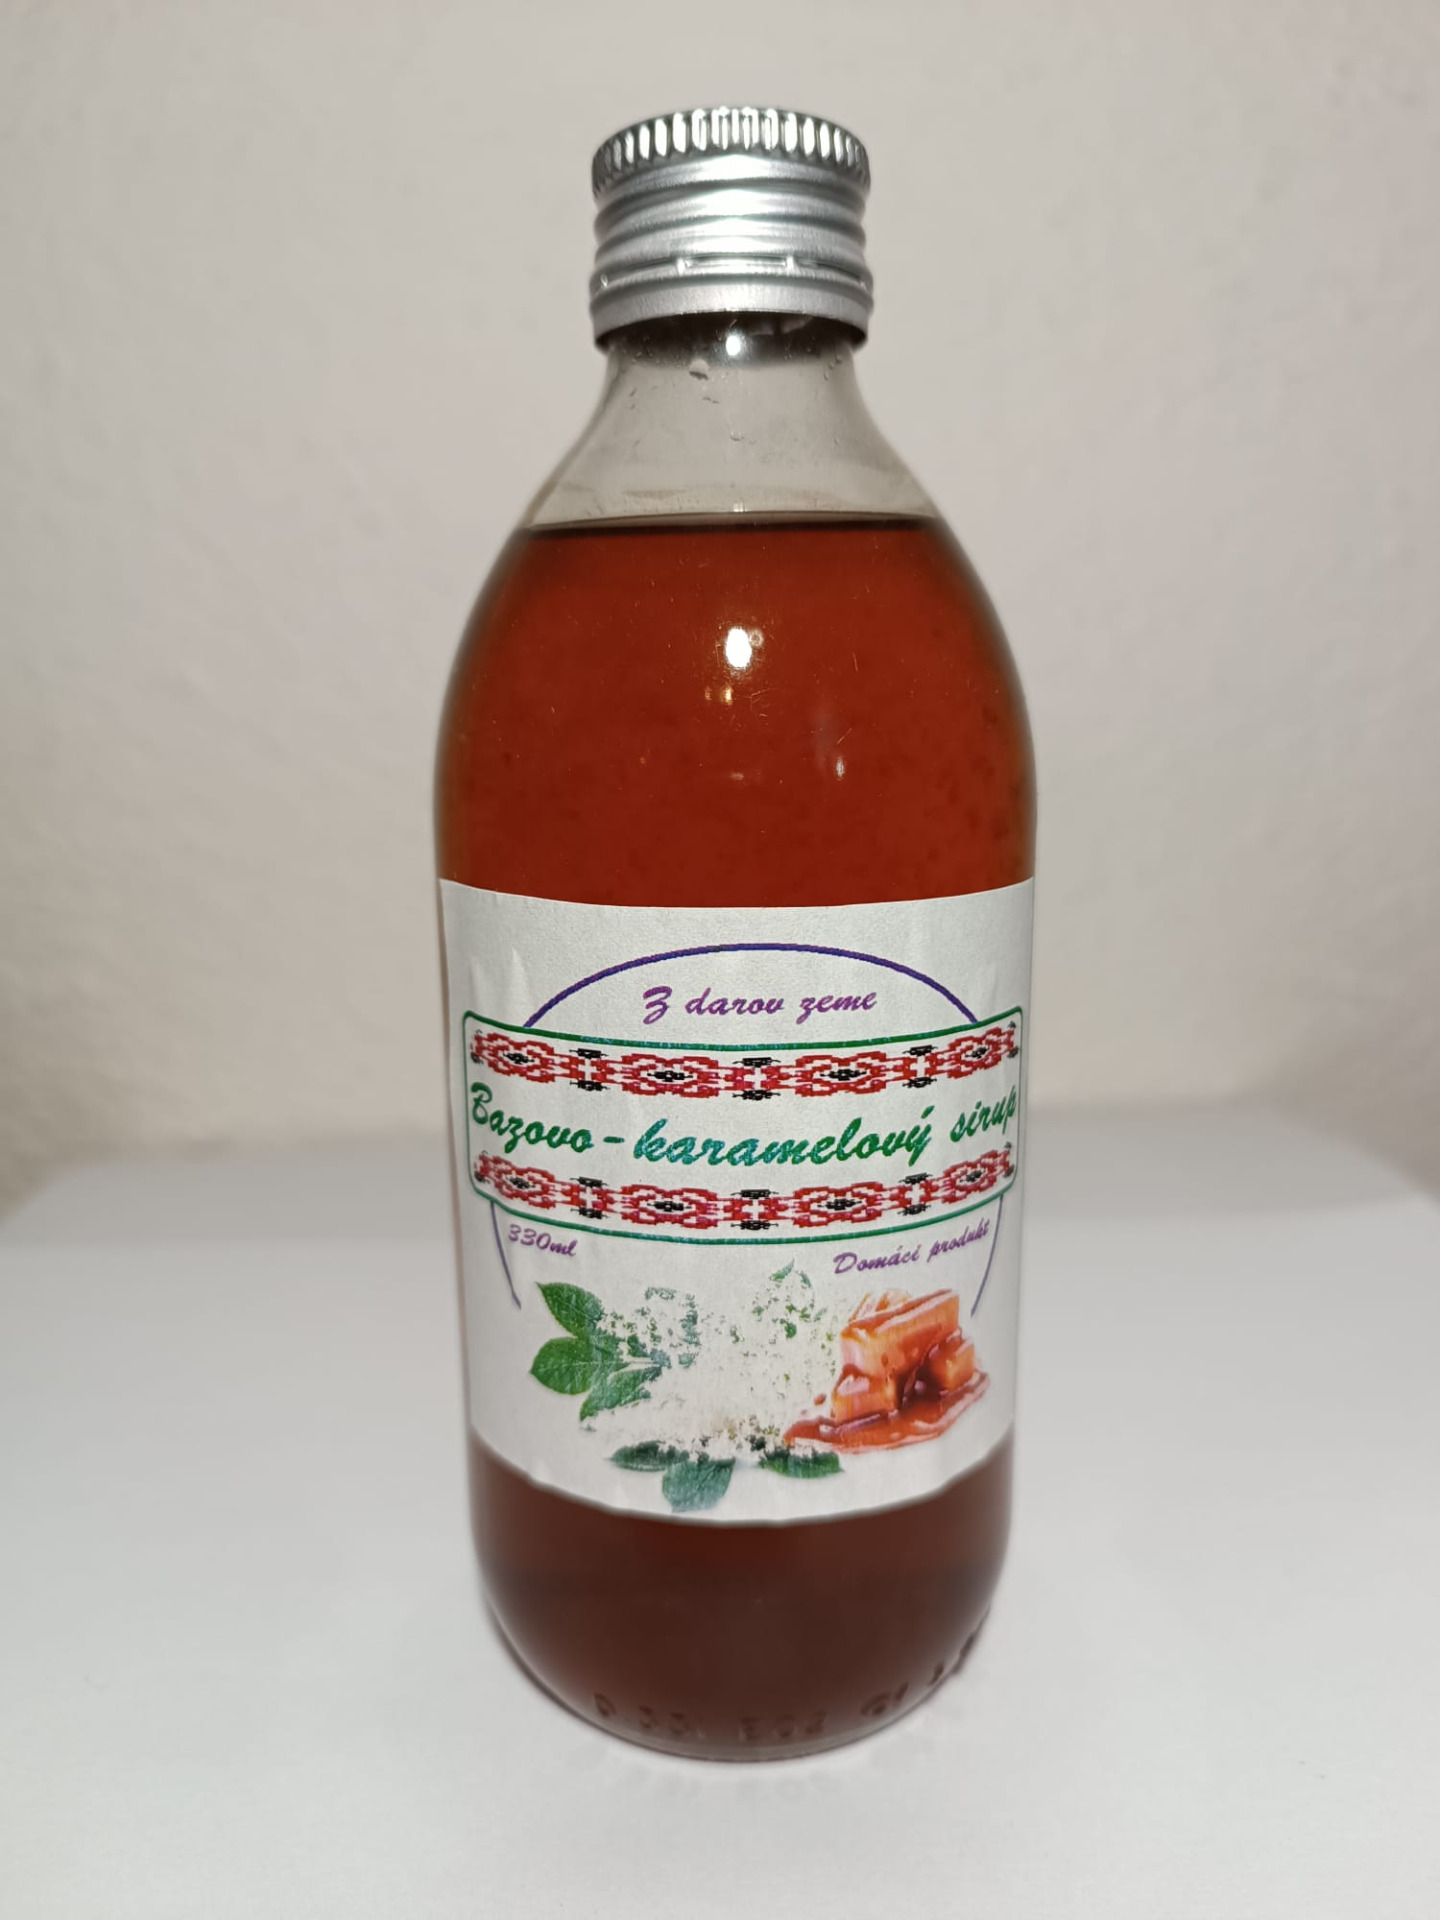 Z darov zeme
Bazovo-karamelový sirup
330ml
Domáci produkt